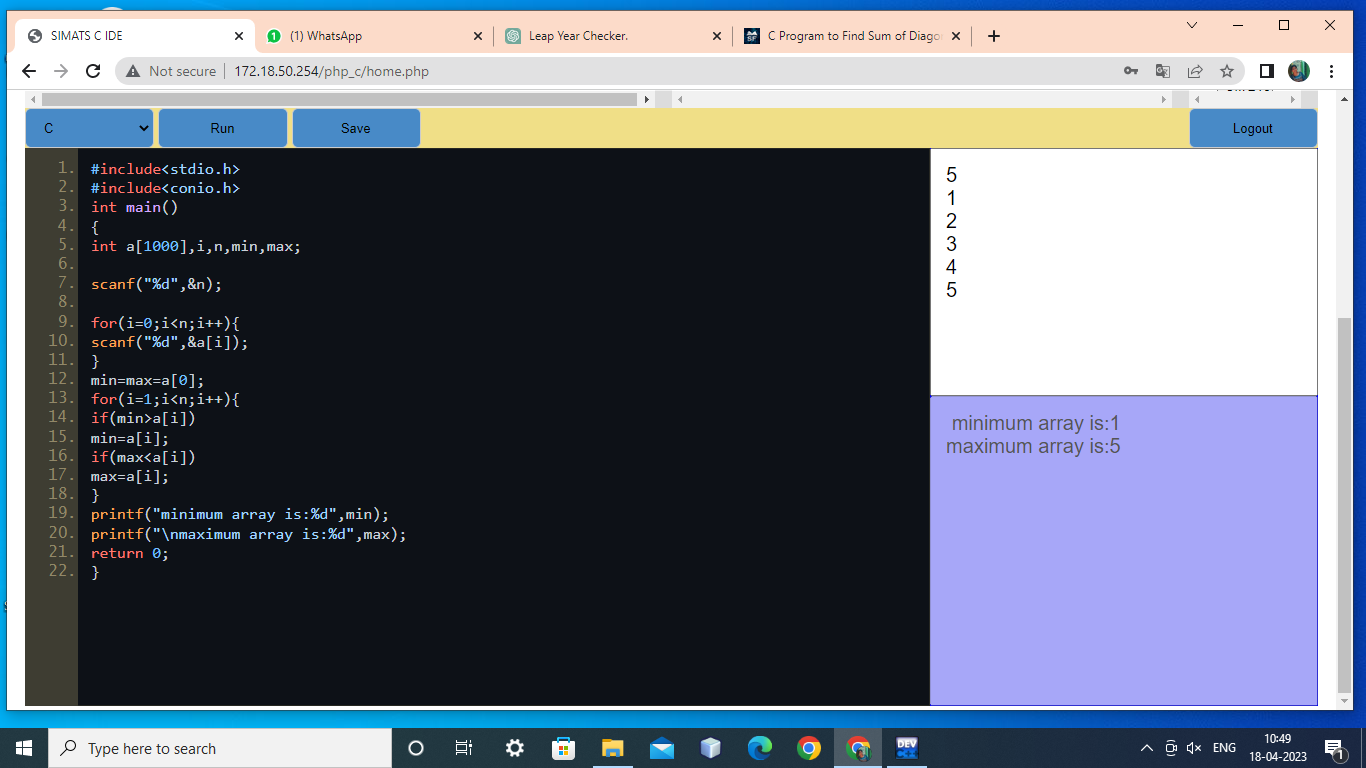 SIMATS C IDE
(1) WhatsApp
Leap Year Checker.
C Program to Find Sum of Diago
Not secure
172.18.50.254/php_c/home.php
C
Run
Save
Logout
1. #include<stdio.h>
2. #include<conio.h>
3. int main()
4. {
5. int a[1000],i,n,min,max;
6.
7. scanf("%d",&n);
8.
9. for(i=0;i<n;i++){
10. scanf("%d",&a[i]);
11. }
12. min=max=a[0];
13. for(i=1;i<n;i++){
14. if(min>a[i])
15. min=a[i];
16. if(max<a[i])
17. max=a[i];
18. }
19. printf("minimum array is:%d",min);
20. printf("\nmaximum array is:%d",max);
21. return 0;
22. }
5
1
2
3
4
5
minimum array is:1
maximum array is:5
Type here to search
DEV
C++
ENG
10:49
18-04-2023
1